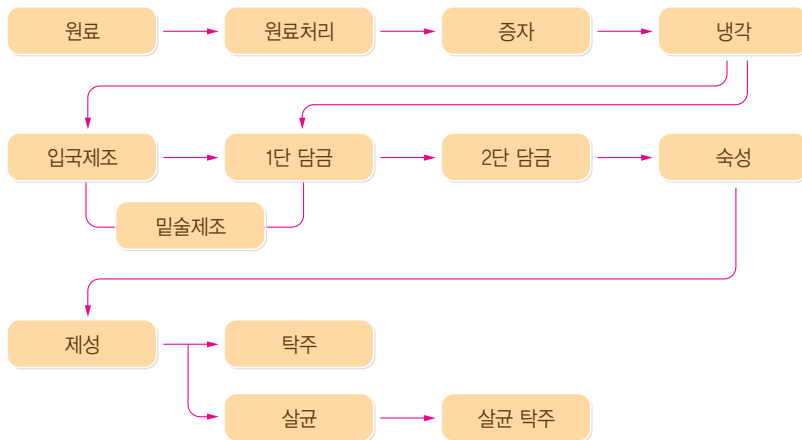 원료
원료처리
증자
냉각
입국제조
1단 담금
2단 담금
숙성
밑술제조
제성
탁주
살균
살균 탁주